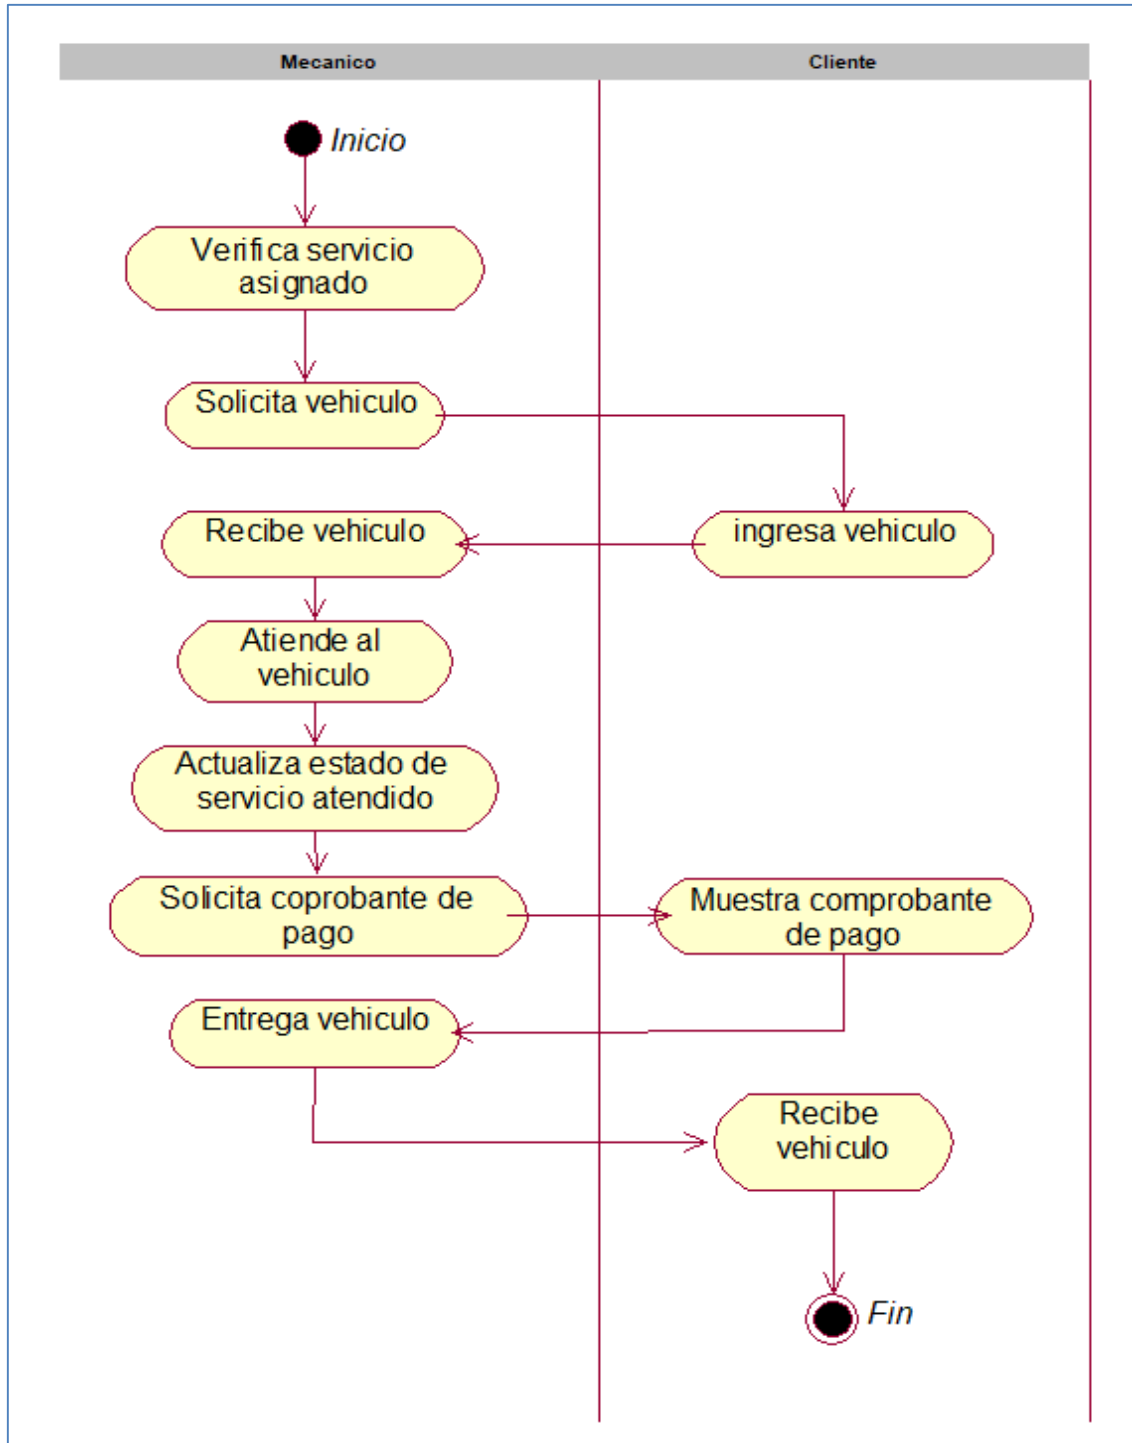 Mecanico
Cliente
Inicio
Verifica servicio
asignado
Solicita vehiculo
ingresa vehiculo
Recibe vehiculo
Atiende al
vehiculo
Actualiza estado de
servicio atendido
Solicita coprobante de
pago
Muestra comprobante
de pago
Entrega vehiculo
Recibe
vehiculo
Fin